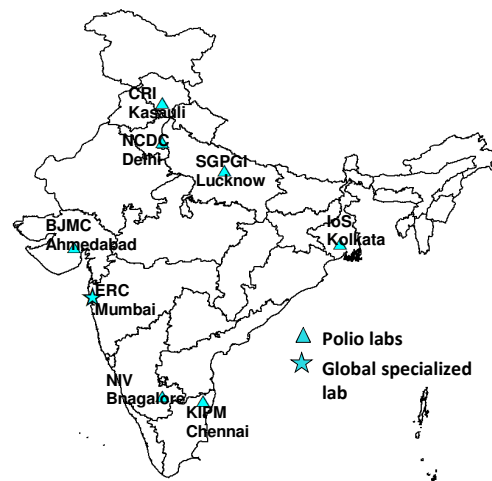 CRI
Kasauli
NCDC
Delhi
SGPGI
Lucknow
BJMC
Ahmedabad
IoS,
Kolkata
ERC
Mumbai
Polio labs
Global specialized
lab
NIV
Bnagalore
KIPM
Chennai